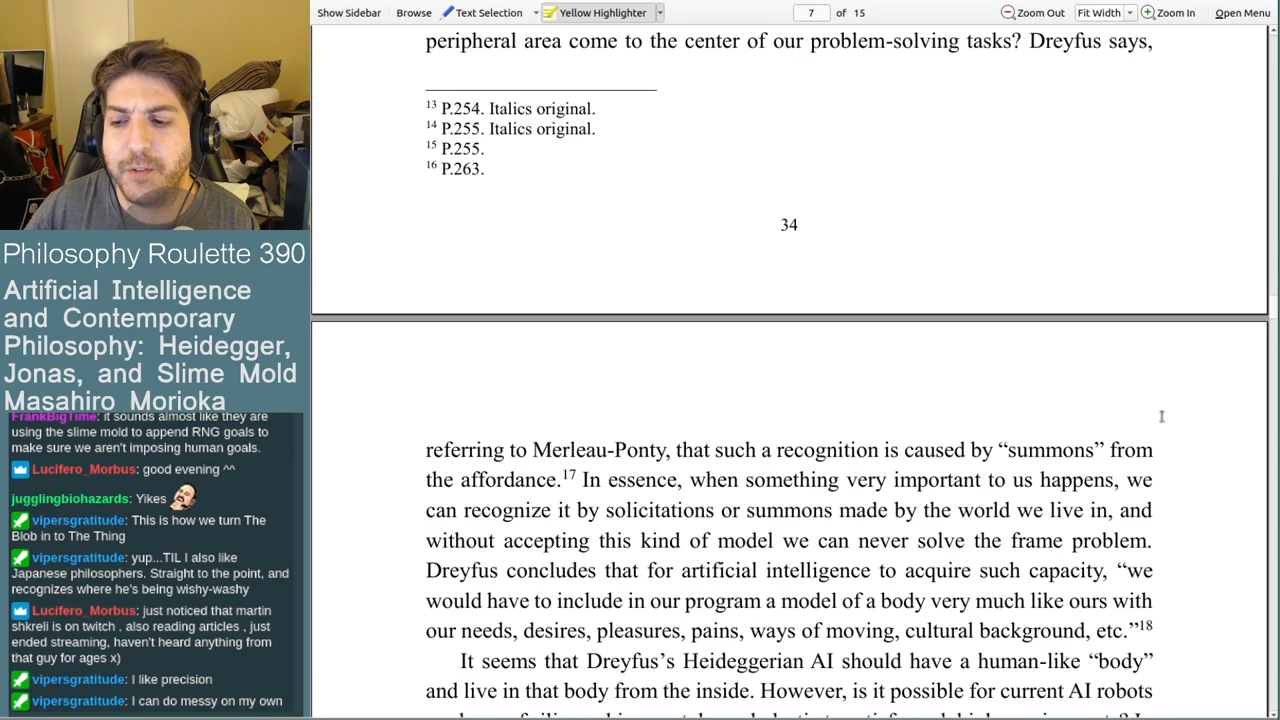 Show Sidebar Browse Text Selection Yellow Highlighter 7 of 15 Zoom Out Fit Width Zoom In Open Menu
peripheral area come to the center of our problem-solving tasks? Dreyfus says,
13 P.254. Italics original.
14 P.255. Italics original.
15 P.255.
16 P.263.
34
referring to Merleau-Ponty, that such a recognition is caused by “summons” from
the affordance.17 In essence, when something very important to us happens, we
can recognize it by solicitations or summons made by the world we live in, and
without accepting this kind of model we can never solve the frame problem.
Dreyfus concludes that for artificial intelligence to acquire such capacity, “we
would have to include in our program a model of a body very much like ours with
our needs, desires, pleasures, pains, ways of moving, cultural background, etc.”18
It seems that Dreyfus’s Heideggerian AI should have a human-like “body”
and live in that body from the inside. However, is it possible for current AI robots
Philosophy Roulette 390
Artificial Intelligence
and Contemporary
Philosophy: Heidegger,
Jonas, and Slime Mold
Masahiro Morioka
FrankBigTime: it sounds almost like they are
using the slime mold to append RNG goals to
make sure we aren't imposing human goals.
Lucifero_Morbus: good evening ^^
jugglingbiohazards: Yikes
vipersgratitude: This is how we turn The
Blob in to The Thing
vipersgratitude: yup...TIL I also like
Japanese philosophers. Straight to the point, and
recognizes where he's being wishy-washy
Lucifero_Morbus: just noticed that martin
shkreli is on twitch , also reading articles , just
ended streaming, haven't heard anything from
that guy for ages x)
vipersgratitude: I like precision
vipersgratitude: I can do messy on my own